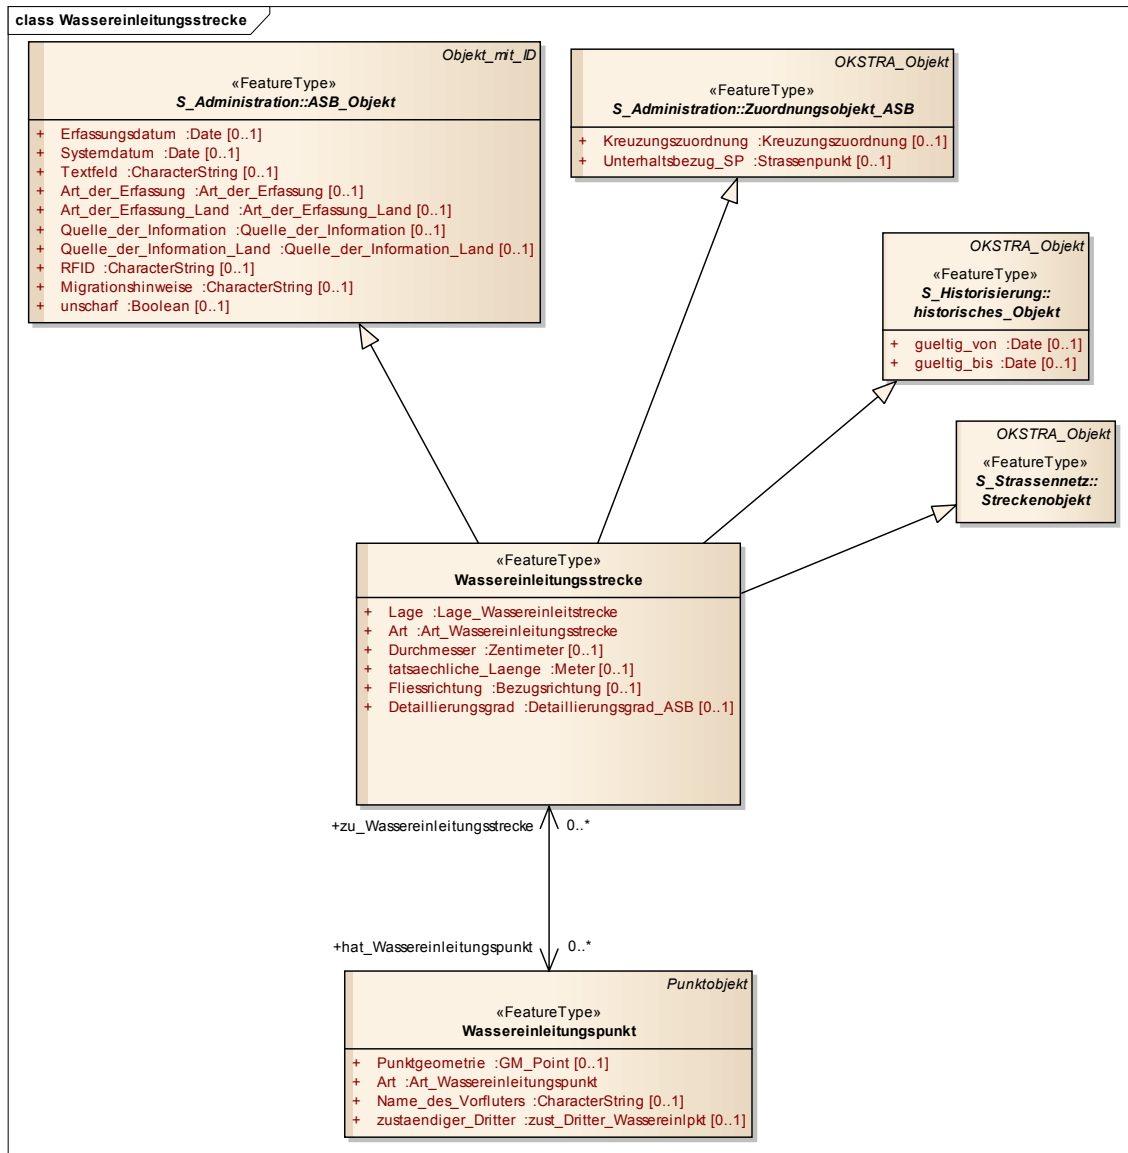 class Wassereinleitungsstrecke
Objekt_mit_ID
«FeatureType»
S_Administration::ASB_Objekt
+ Erfassungsdatum :Date [0..1]
+ Systemdatum :Date [0..1]
+ Textfeld :CharacterString [0..1]
+ Art_der_Erfassung :Art_der_Erfassung [0..1]
+ Art_der_Erfassung_Land :Art_der_Erfassung_Land [0..1]
+ Quelle_der_Information :Quelle_der_Information [0..1]
+ Quelle_der_Information_Land :Quelle_der_Information_Land [0..1]
+ RFID :CharacterString [0..1]
+ Migrationshinweise :CharacterString [0..1]
+ unscharf :Boolean [0..1]
OKSTRA_Objekt
«FeatureType»
S_Administration::Zuordnungsobjekt_ASB
+ Kreuzungszuordnung :Kreuzungszuordnung [0..1]
+ Unterhaltsbezug_SP :Strassenpunkt [0..1]
OKSTRA_Objekt
«FeatureType»
S_Historisierung::
historisches_Objekt
+ gueltig_von :Date [0..1]
+ gueltig_bis :Date [0..1]
OKSTRA_Objekt
«FeatureType»
S_Strassennetz::
Streckenobjekt
«FeatureType»
Wassereinleitungsstrecke
+ Lage :Lage_Wassereinleitstrecke
+ Art :Art_Wassereinleitungsstrecke
+ Durchmesser :Zentimeter [0..1]
+ tatsaechliche_Laenge :Meter [0..1]
+ Fliessrichtung :Bezugsrichtung [0..1]
+ Detaillierungsgrad :Detaillierungsgrad_ASB [0..1]
+zu_Wassereinleitungsstrecke 0..*
+hat_Wassereinleitungspunkt 0..*
Punktobjekt
«FeatureType»
Wassereinleitungspunkt
+ Punktgeometrie :GM_Point [0..1]
+ Art :Art_Wassereinleitungspunkt
+ Name_des_Vorfluters :CharacterString [0..1]
+ zustaendiger_Dritter :zust_Dritter_Wassereinlpkt [0..1]